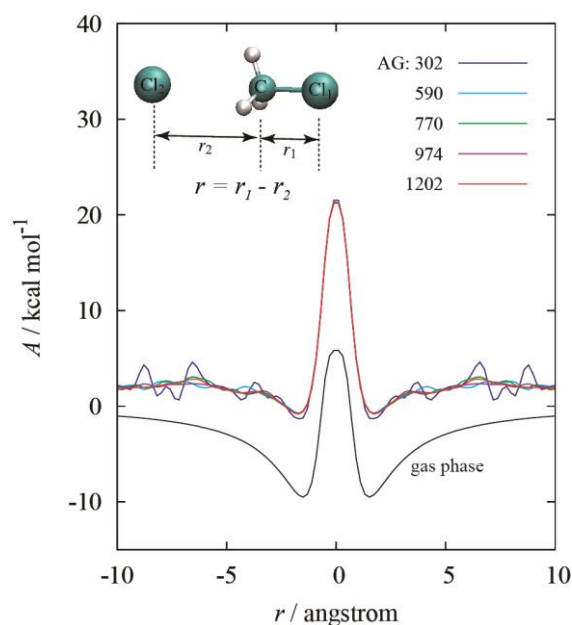 40
30
20
10
0
-10
A / kcal mol⁻¹
Cl₂
C
Cl₁
r₂
r₁
r = r₁ - r₂
AG: 302
590
770
974
1202
gas phase
-10
-5
0
5
10
r / angstrom